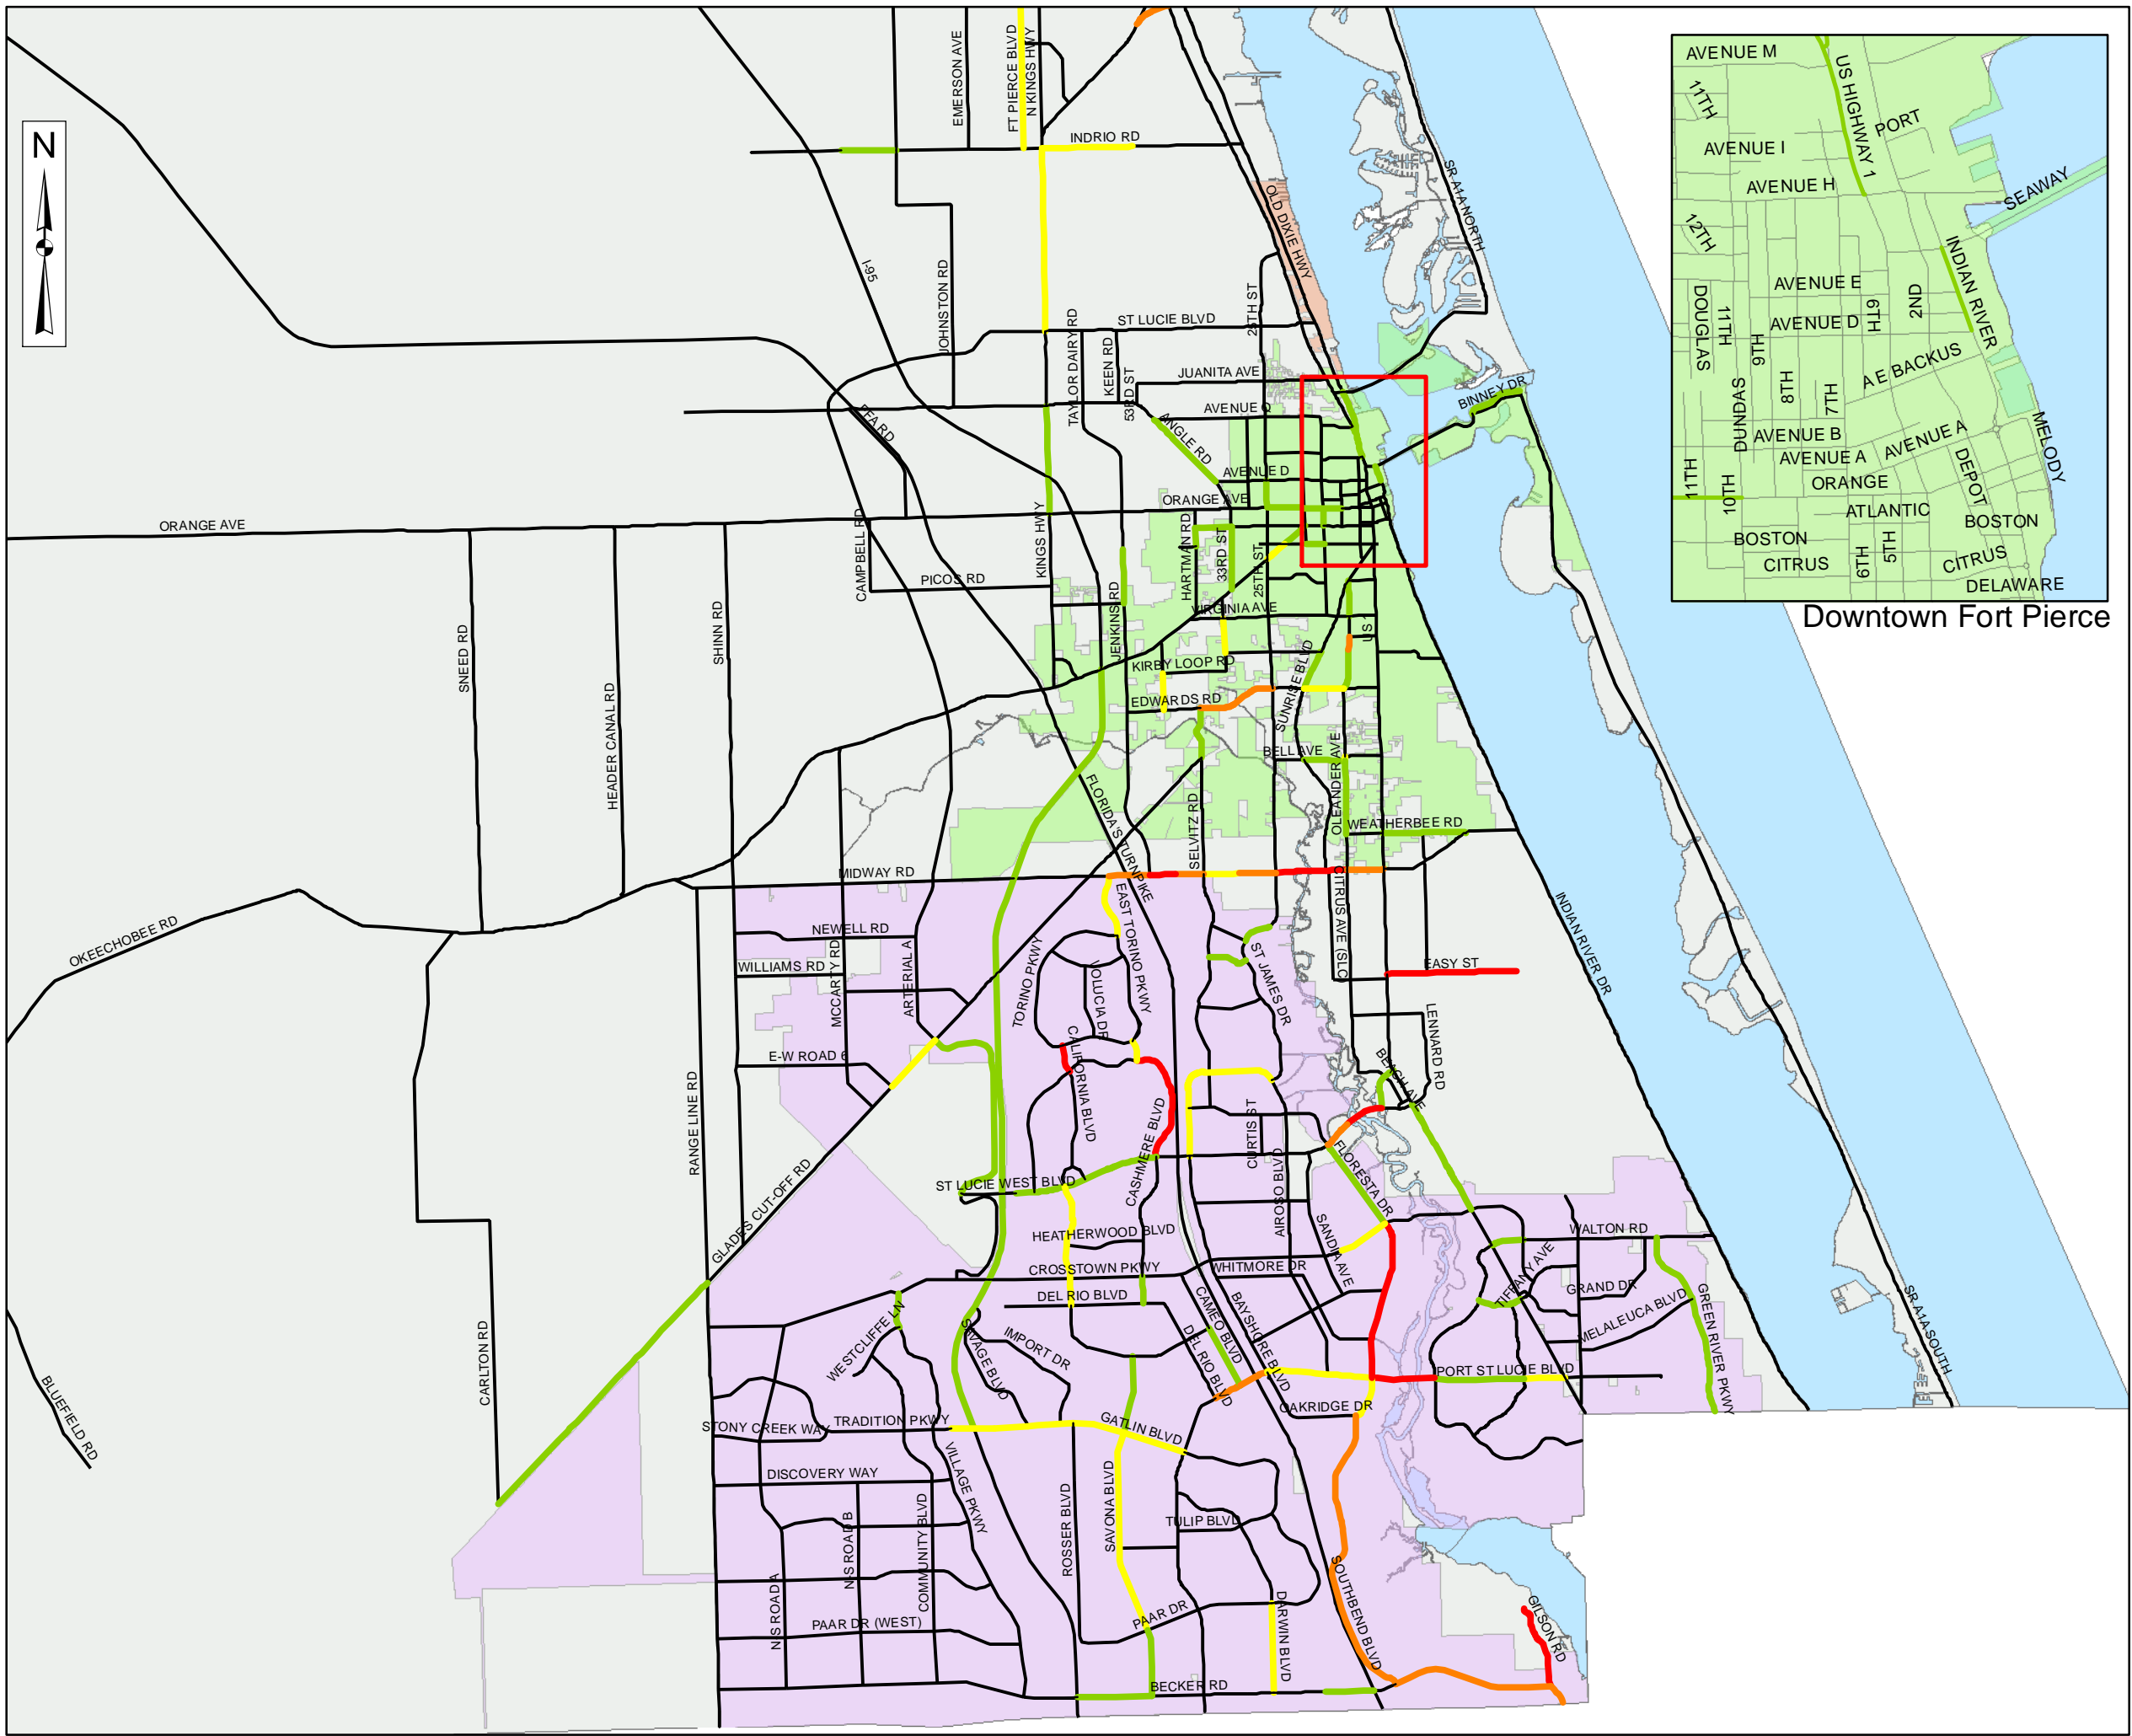 EMERSON AVE
FT PIERCE BLVD
N KINGS HWY
INDRIO RD
N
I-95
JOHNSTON RD
OLD DIXIE HWY
SR A1A NORTH
25TH ST
ST LUCIE BLVD
TAYLOR DAIRY RD
KEEN RD
53RD ST
JUANITA AVE
AVENUE Q
BINNEY DR
FFA RD
ANGLE RD
AVENUE D
ORANGE AVE
ORANGE AVE
CAMPBELL RD
KINGS HWY
HARTMAN RD
33RD ST
25TH ST
PICOS RD
JENKINS RD
VIRGINIA AVE
US 1
SNEED RD
HEADER CANAL RD
SHINN RD
KIRBY LOOP RD
SUNRISE BLVD
EDWARDS RD
BELL AVE
OLEANDER AVE
FLORIDA'S TURNPIKE
SELVITZ RD
WEATHERBEE RD
MIDWAY RD
CITRUS AVE (SLC
EAST TORINO PKWY
INDIAN RIVER DR
OKEECHOBEE RD
NEWELL RD
WILLIAMS RD
MCCARTY RD
ARTERIAL A
TORINO PKWY
VOLUCIA DR
ST JAMES DR
EASY ST
LENNARD RD
E-W ROAD 6
CALIFORNIA BLVD
BEACH AVE
RANGE LINE RD
CASHMERE BLVD
CURTIS ST
AIROSO BLVD
FLORESTA DR
ST LUCIE WEST BLVD
GLADES CUT-OFF RD
HEATHERWOOD BLVD
SANDIA AVE
WALTON RD
CROSSTOWN PKWY
WHITMORE DR
TIFFANY AVE
GRAND DR
DEL RIO BLVD
CAMEO BLVD
BAYSHORE BLVD
MELALEUCA BLVD
GREEN RIVER PKWY
SR A1A SOUTH
WESTCLIFFE LN
SAVAGE BLVD
IMPORT DR
DEL RIO BLVD
PORT ST LUCIE BLVD
CARLTON RD
BLUEFIELD RD
OAKRIDGE DR
STONY CREEK WAY
TRADITION PKWY
GATLIN BLVD
VILLAGE PKWY
DISCOVERY WAY
ROSSER BLVD
SAVONA BLVD
TULIP BLVD
N-S ROAD B
COMMUNITY BLVD
N-S ROAD A
PAAR DR (WEST)
PAAR DR
DARWIN BLVD
SOUTHBEND BLVD
GILSON RD
BECKER RD
AVENUE M
US HIGHWAY 1
11TH
PORT
AVENUE I
AVENUE H
SEAWAY
12TH
INDIAN RIVER
AVENUE E
DOUGLAS
11TH
9TH
AVENUE D
6TH
2ND
A E BACKUS
DUNDAS
8TH
7TH
MELODY
AVENUE B
AVENUE A
AVENUE A
DEPOT
11TH
10TH
ORANGE
ATLANTIC
BOSTON
BOSTON
CITRUS
6TH
5TH
CITRUS
DELAWARE
Downtown Fort Pierce